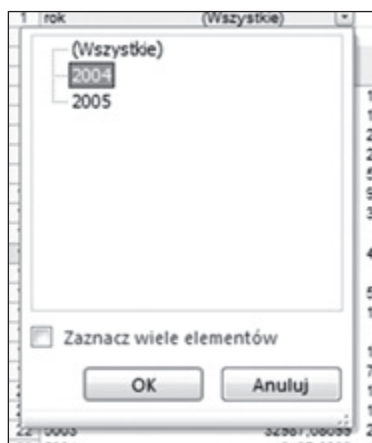 1 rok (Wszystkie)
(Wszystkie)
2004
2005
Zaznacz wiele elementów
OK Anuluj